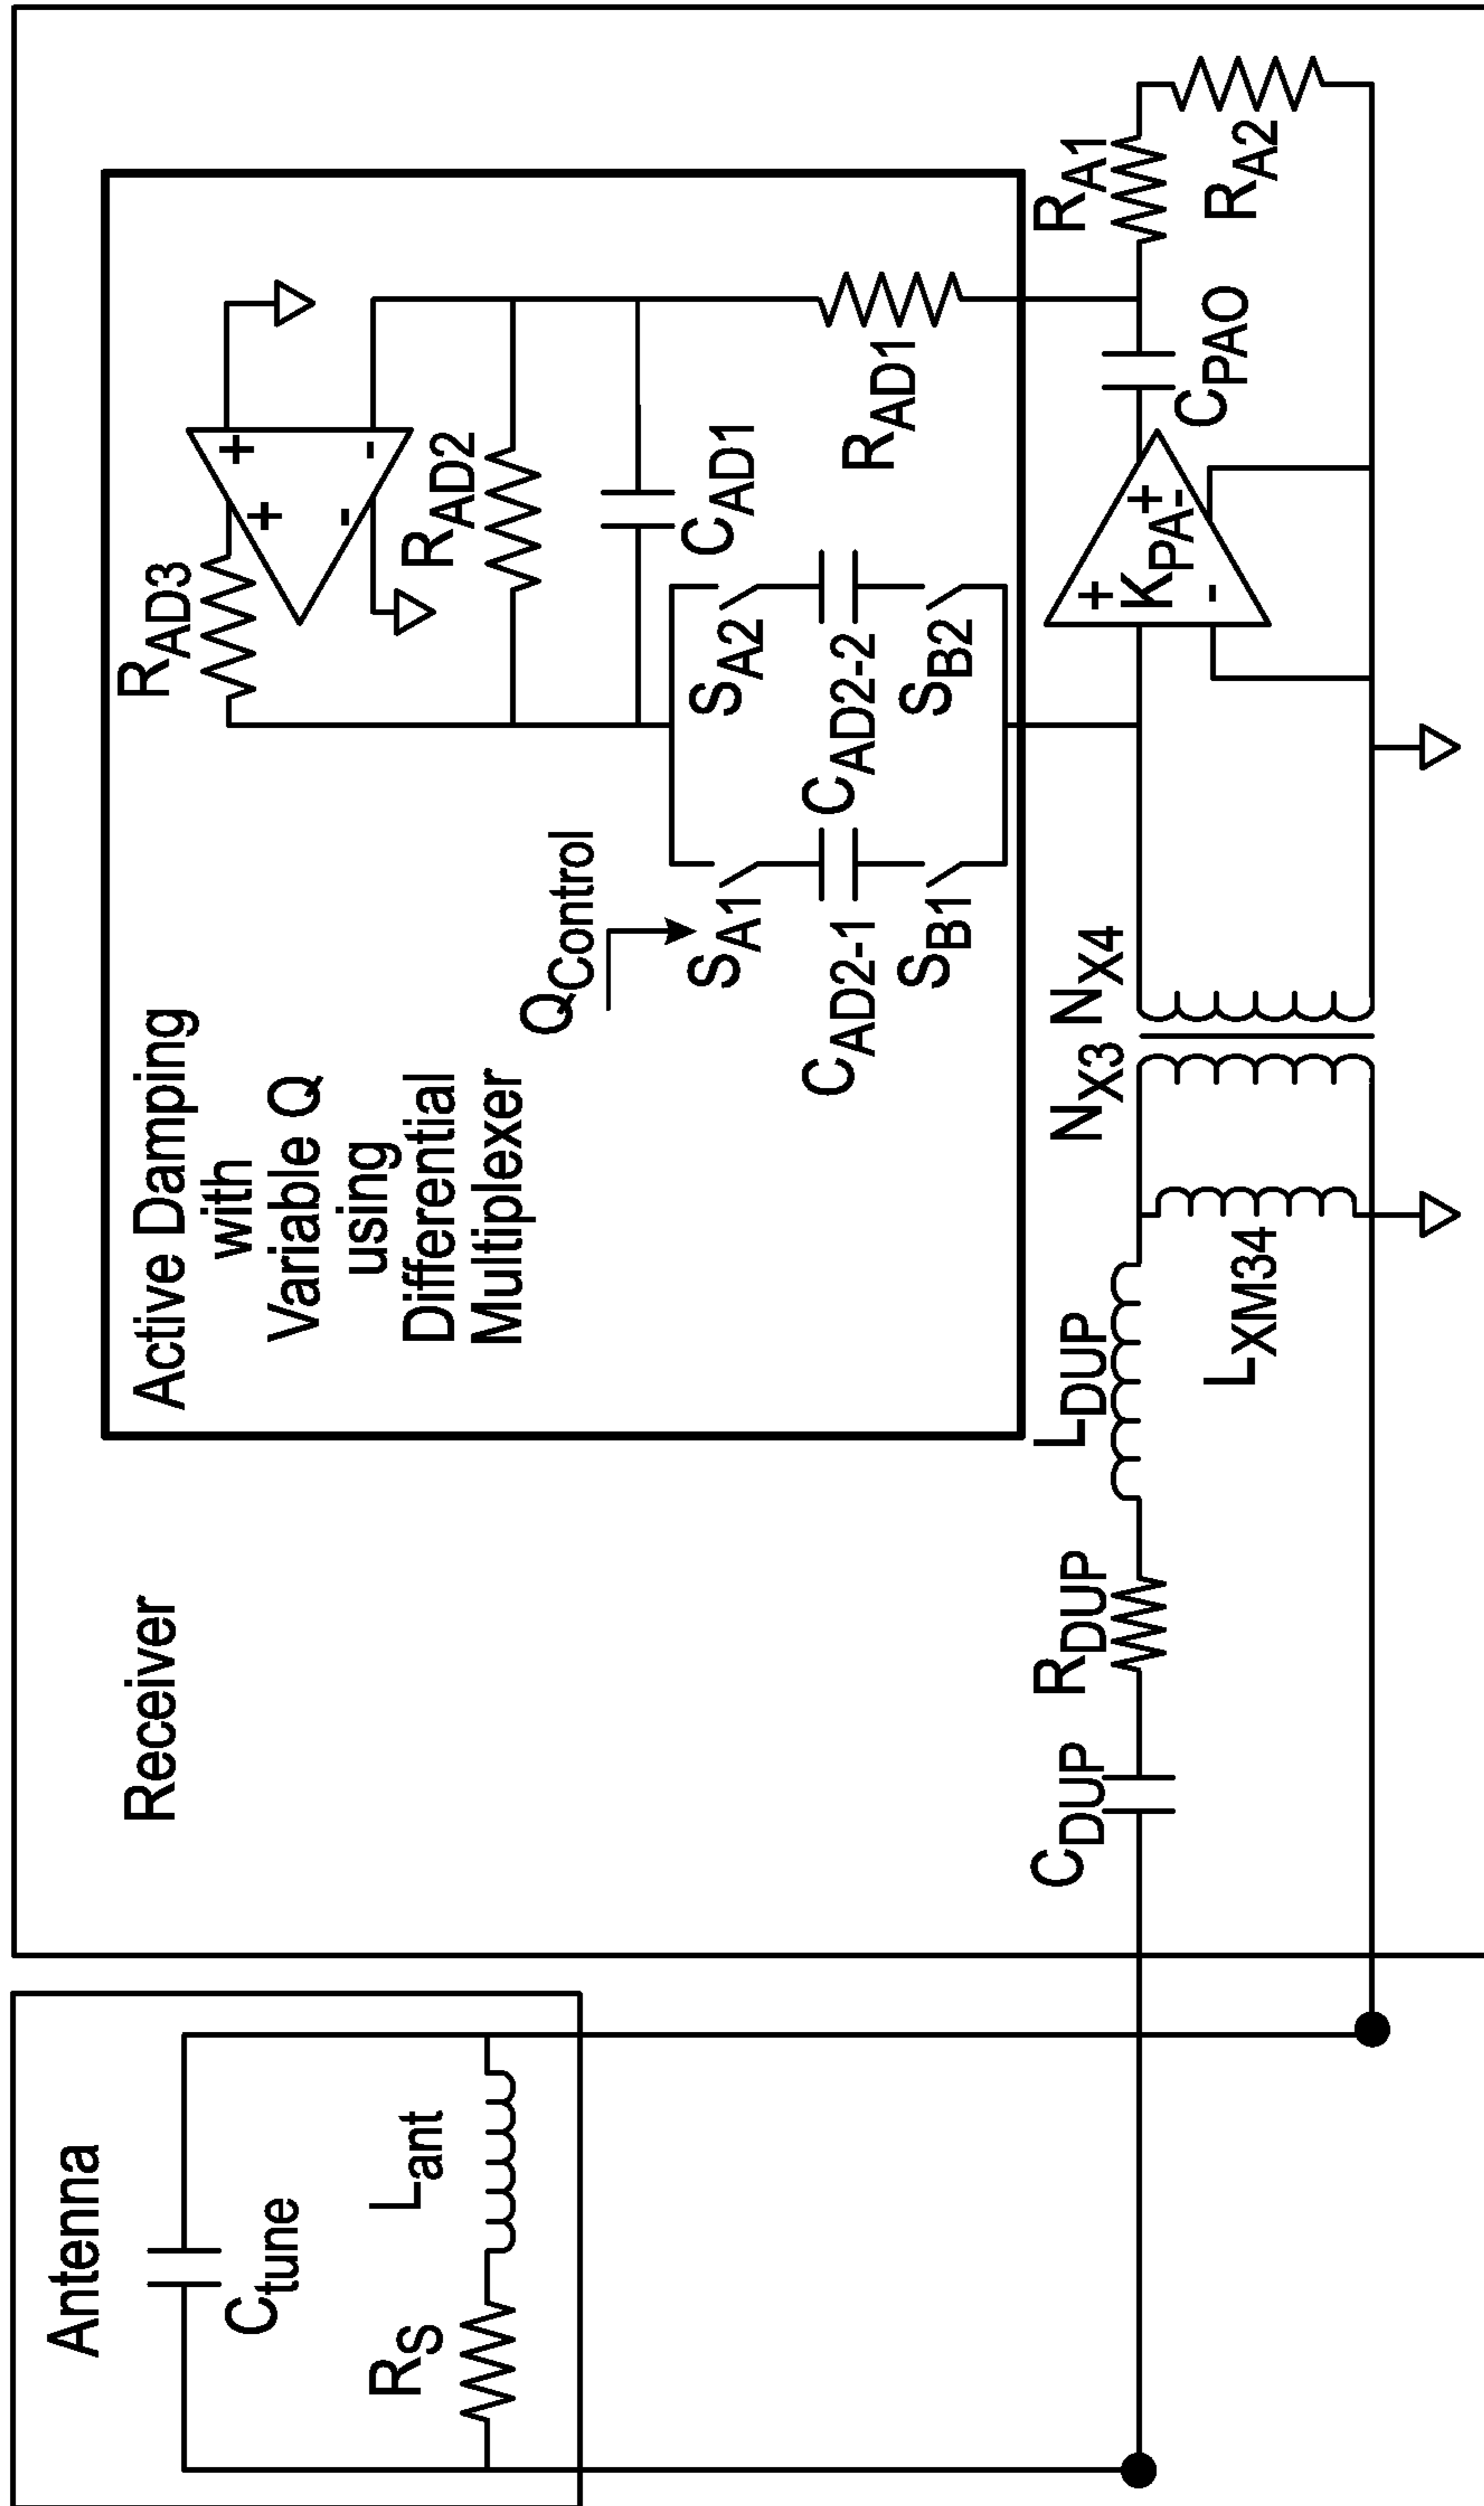 Antenna
Ctune
RS
Lant
Receiver
Active Damping
with
Variable Q
using
Differential
Multiplexer
QControl
RAD3
+
-
+
-
RAD2
CAD1
RAD1
SA1
SA2
CAD2-1
CAD2-2
SB1
SB2
CDUP
RDUP
LDUP
LXM34
NX3 NX4
+
-
KPA
+
-
CPAO
RA1
RA2